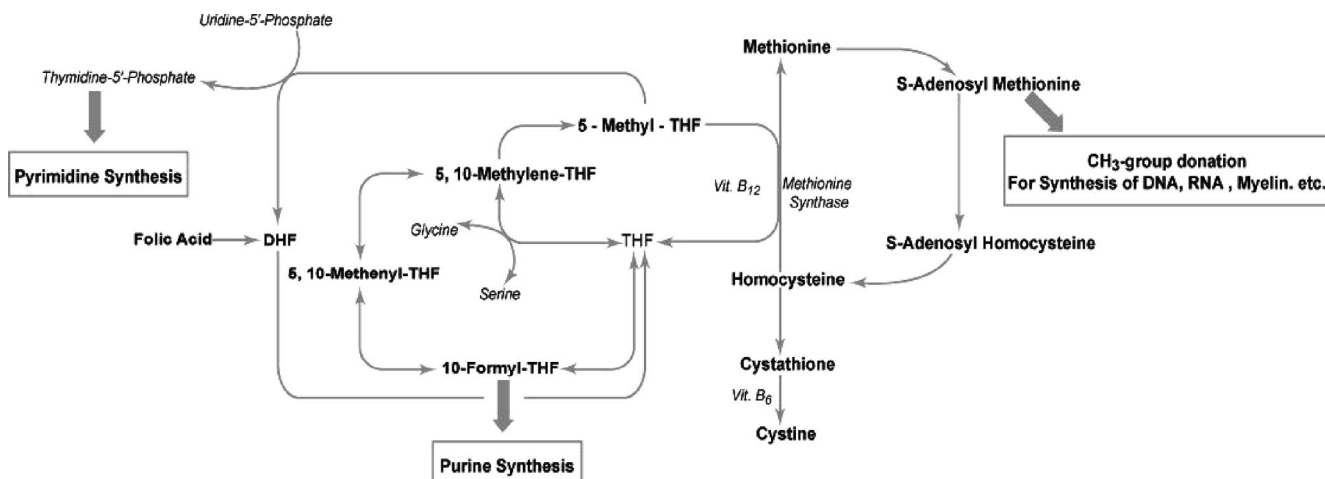 Uridine-5'-Phosphate
Thymidine-5'-Phosphate
Pyrimidine Synthesis
Folic Acid
DHF
5 - Methyl - THF
5, 10-Methylene-THF
Glycine
THF
5, 10-Methenyl-THF
Serine
10-Formyl-THF
Purine Synthesis
Methionine
S-Adenosyl Methionine
CH₃-group donation
For Synthesis of DNA, RNA , Myelin. etc.
Vit. B₁₂
Methionine
Synthase
S-Adenosyl Homocysteine
Homocysteine
Cystathione
Vit. B₆
Cystine